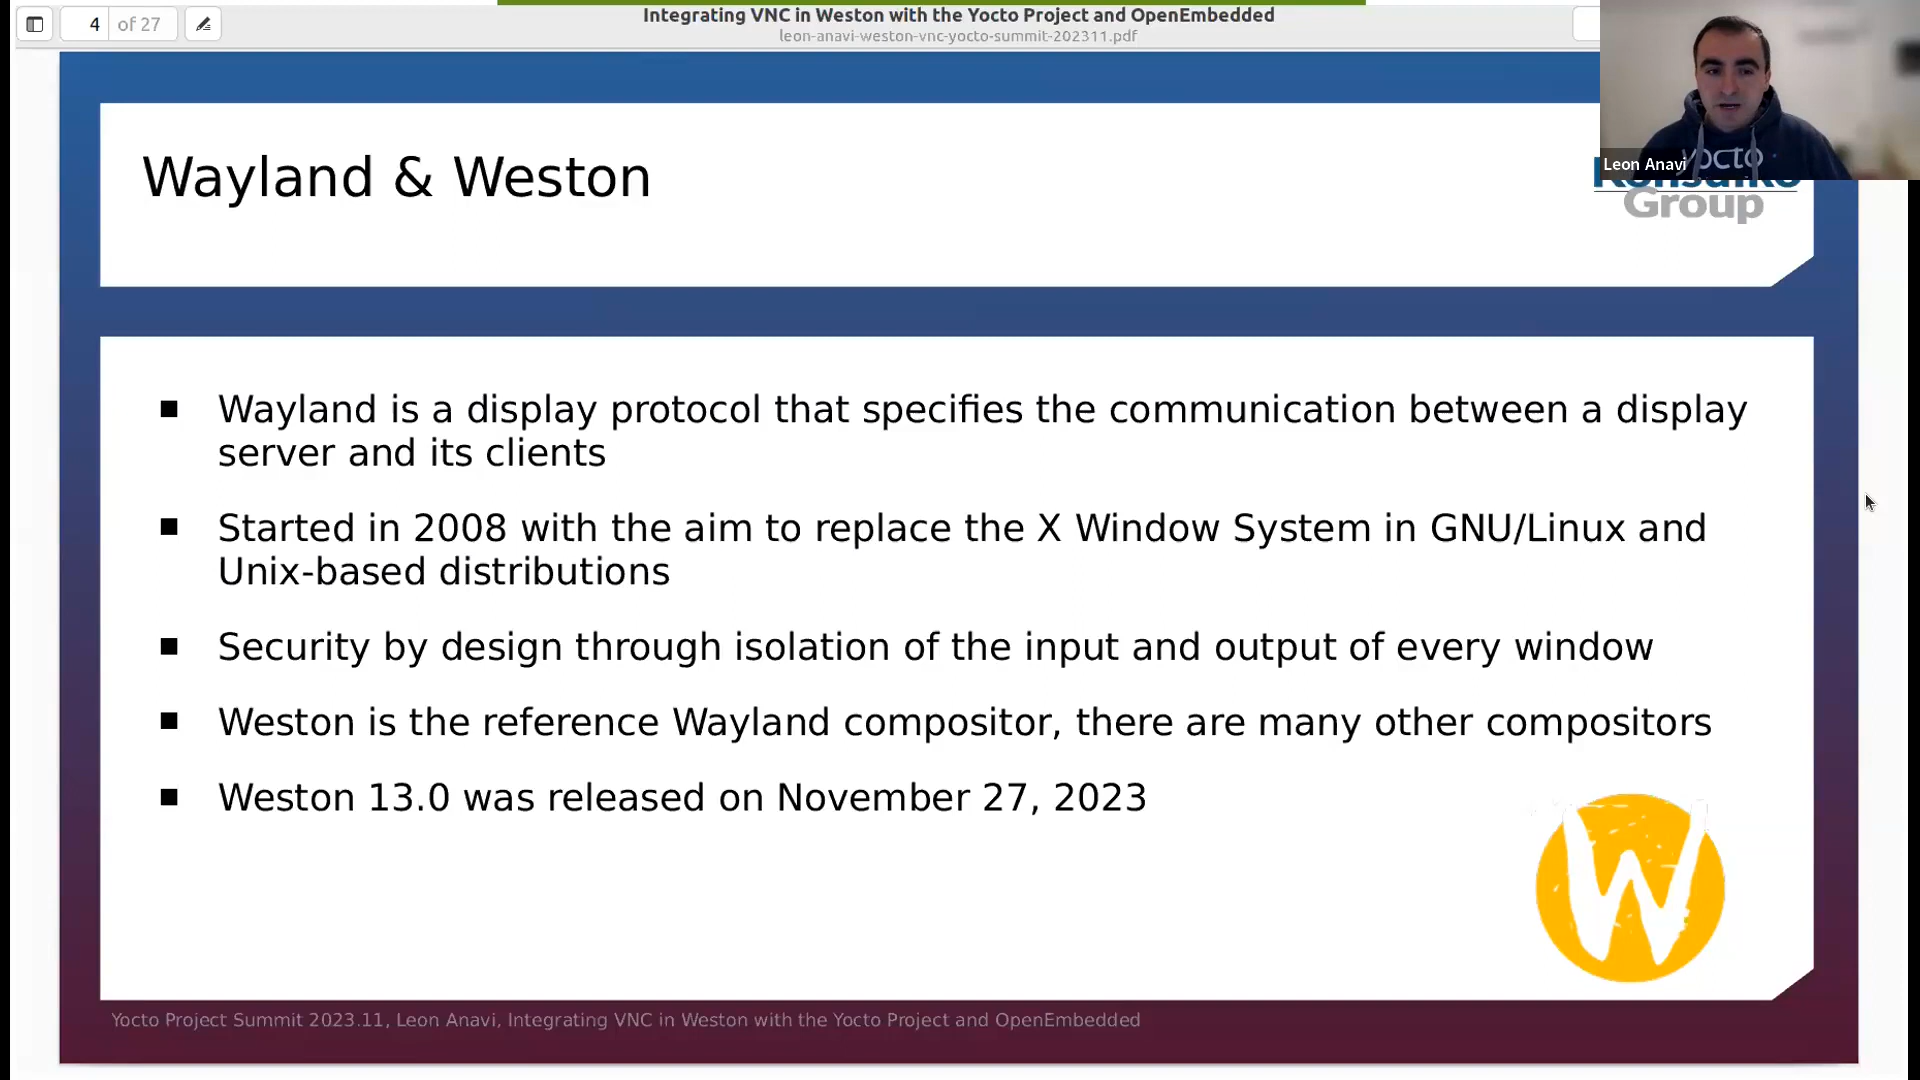 4 of 27
Integrating VNC in Weston with the Yocto Project and OpenEmbedded
leon-anavi-weston-vnc-yocto-summit-202311.pdf
yocto
Leon Anavi
Wayland & Weston
Group
■ Wayland is a display protocol that specifies the communication between a display
server and its clients
■ Started in 2008 with the aim to replace the X Window System in GNU/Linux and
Unix-based distributions
■ Security by design through isolation of the input and output of every window
■ Weston is the reference Wayland compositor, there are many other compositors
■ Weston 13.0 was released on November 27, 2023
W
Yocto Project Summit 2023.11, Leon Anavi, Integrating VNC in Weston with the Yocto Project and OpenEmbedded